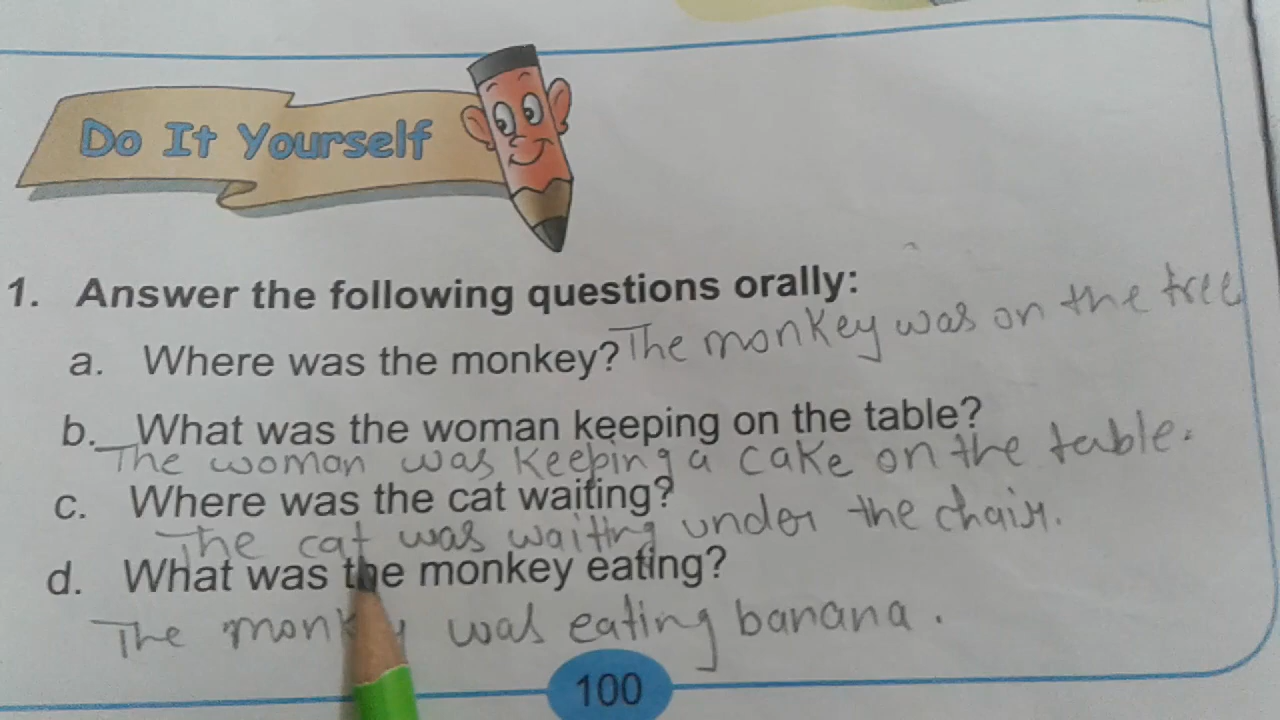 Do It Yourself
1. Answer the following questions orally:
a. Where was the monkey? The monkey was on the tree
b. What was the woman keeping on the table?
The woman was keeping a cake on the table.
c. Where was the cat waiting?
The cat was waiting under the chair.
d. What was the monkey eating?
The monkey was eating banana.
100